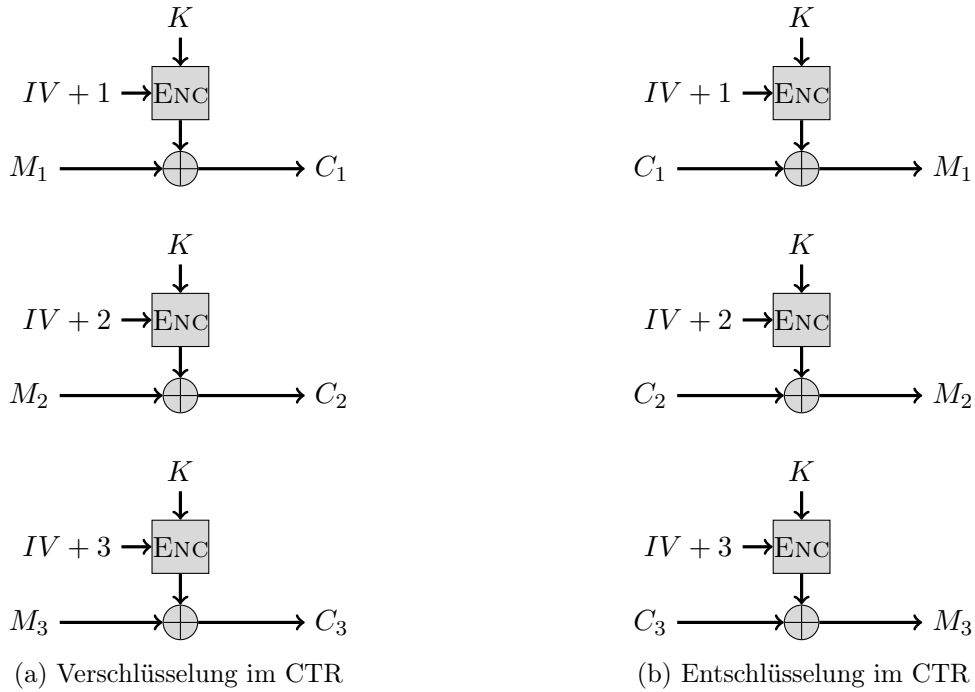 K K
IV + 1 ENC IV + 1 ENC
M₁ C₁ C₁ M₁
K K
IV + 2 ENC IV + 2 ENC
M₂ C₂ C₂ M₂
K K
IV + 3 ENC IV + 3 ENC
M₃ C₃ C₃ M₃
(a) Verschlüsselung im CTR (b) Entschlüsselung im CTR